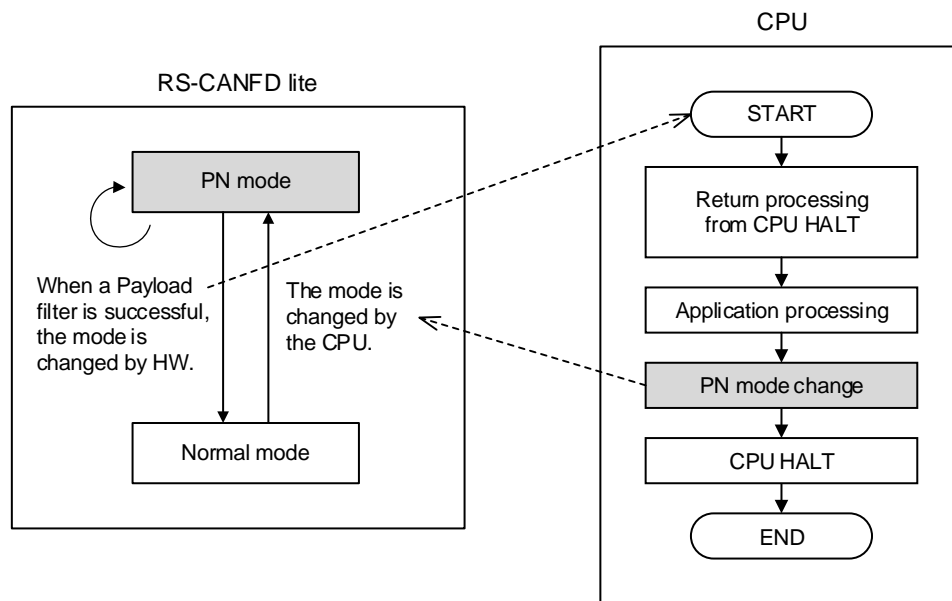 RS-CANFD lite
PN mode
When a Payload
filter is successful,
the mode is
changed by HW.
The mode is
changed by
the CPU.
Normal mode
CPU
START
Return processing
from CPU HALT
Application processing
PN mode change
CPU HALT
END